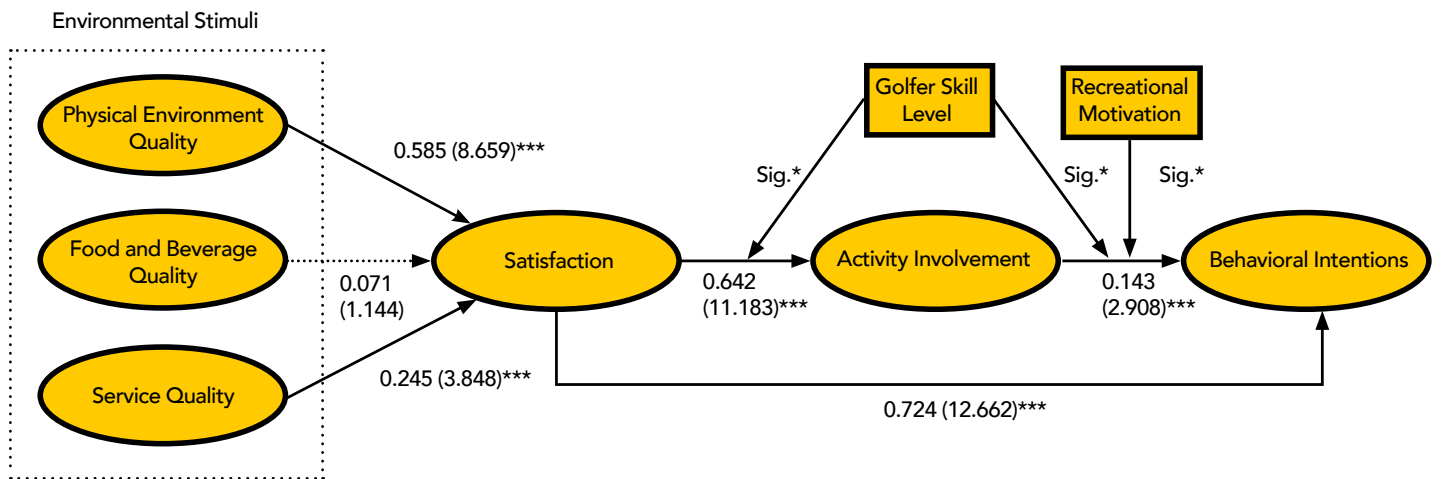 Environmental Stimuli
Physical Environment
Quality
0.585 (8.659)***
Food and Beverage
Quality
0.071
(1.144)
Service Quality
0.245 (3.848)***
Satisfaction
0.642
(11.183)***
Golfer Skill
Level
Sig.*
Sig.*
Recreational
Motivation
Sig.*
Activity Involvement
0.143
(2.908)***
Behavioral Intentions
0.724 (12.662)***